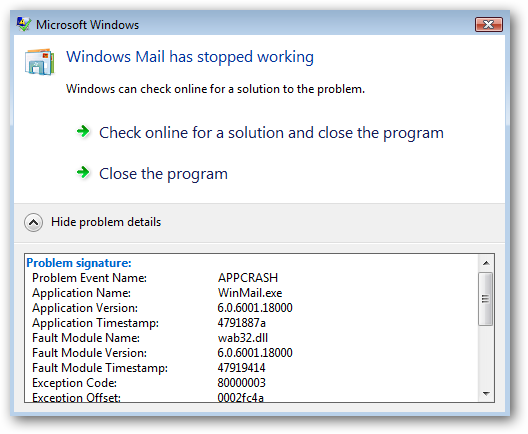 Microsoft Windows
Windows Mail has stopped working
Windows can check online for a solution to the problem.
Check online for a solution and close the program
Close the program
Hide problem details
Problem signature:
Problem Event Name: APPCRASH
Application Name: WinMail.exe
Application Version: 6.0.6001.18000
Application Timestamp: 4791887a
Fault Module Name: wab32.dll
Fault Module Version: 6.0.6001.18000
Fault Module Timestamp: 47919414
Exception Code: 80000003
Exception Offset: 0002fc4a